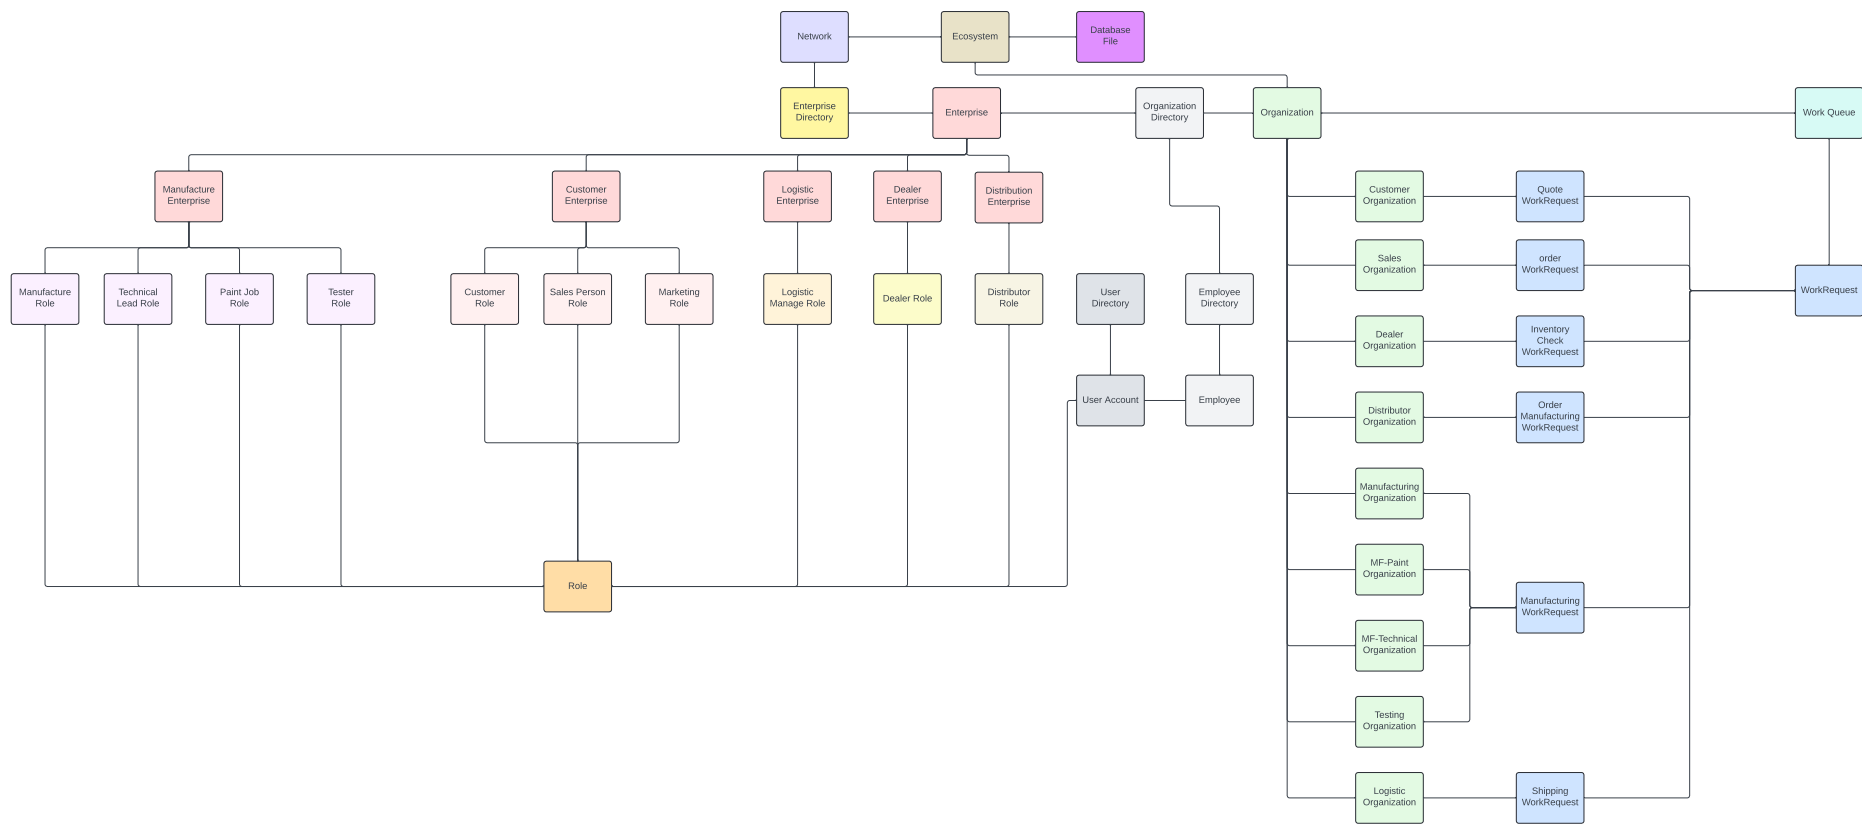 Network
Ecosystem
Database
File
Enterprise
Directory
Enterprise
Organization
Directory
Organization
Work Queue
Manufacture
Enterprise
Customer
Enterprise
Logistic
Enterprise
Dealer
Enterprise
Distribution
Enterprise
Customer
Organization
Quote
WorkRequest
Sales
Organization
order
WorkRequest
Manufacture
Role
Technical
Lead Role
Paint Job
Role
Tester
Role
Customer
Role
Sales Person
Role
Marketing
Role
Logistic
Manage Role
Dealer Role
Distributor
Role
User
Directory
Employee
Directory
WorkRequest
Dealer
Organization
Inventory
Check
WorkRequest
User Account
Employee
Distributor
Organization
Order
Manufacturing
WorkRequest
Manufacturing
Organization
MF-Paint
Organization
Role
Manufacturing
WorkRequest
MF-Technical
Organization
Testing
Organization
Logistic
Organization
Shipping
WorkRequest